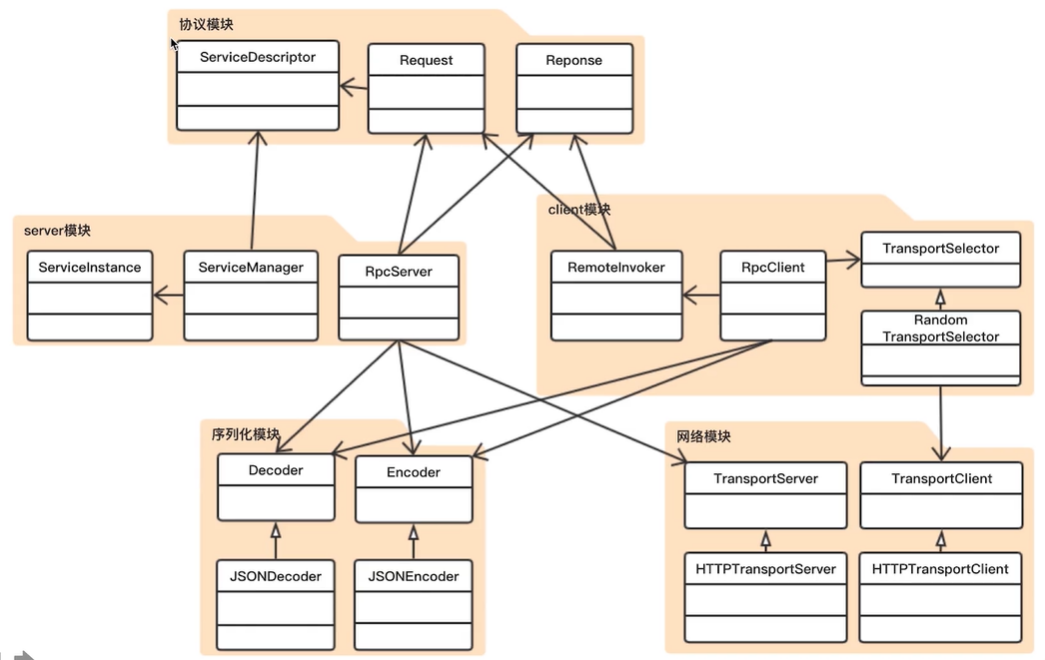 协议模块
ServiceDescriptor
Request
Reponse
server模块
ServiceInstance
ServiceManager
RpcServer
client模块
RemoteInvoker
RpcClient
TransportSelector
Random
TransportSelector
序列化模块
Decoder
Encoder
JSONDecoder
JSONEncoder
网络模块
TransportServer
TransportClient
HTTPTransportServer
HTTPTransportClient